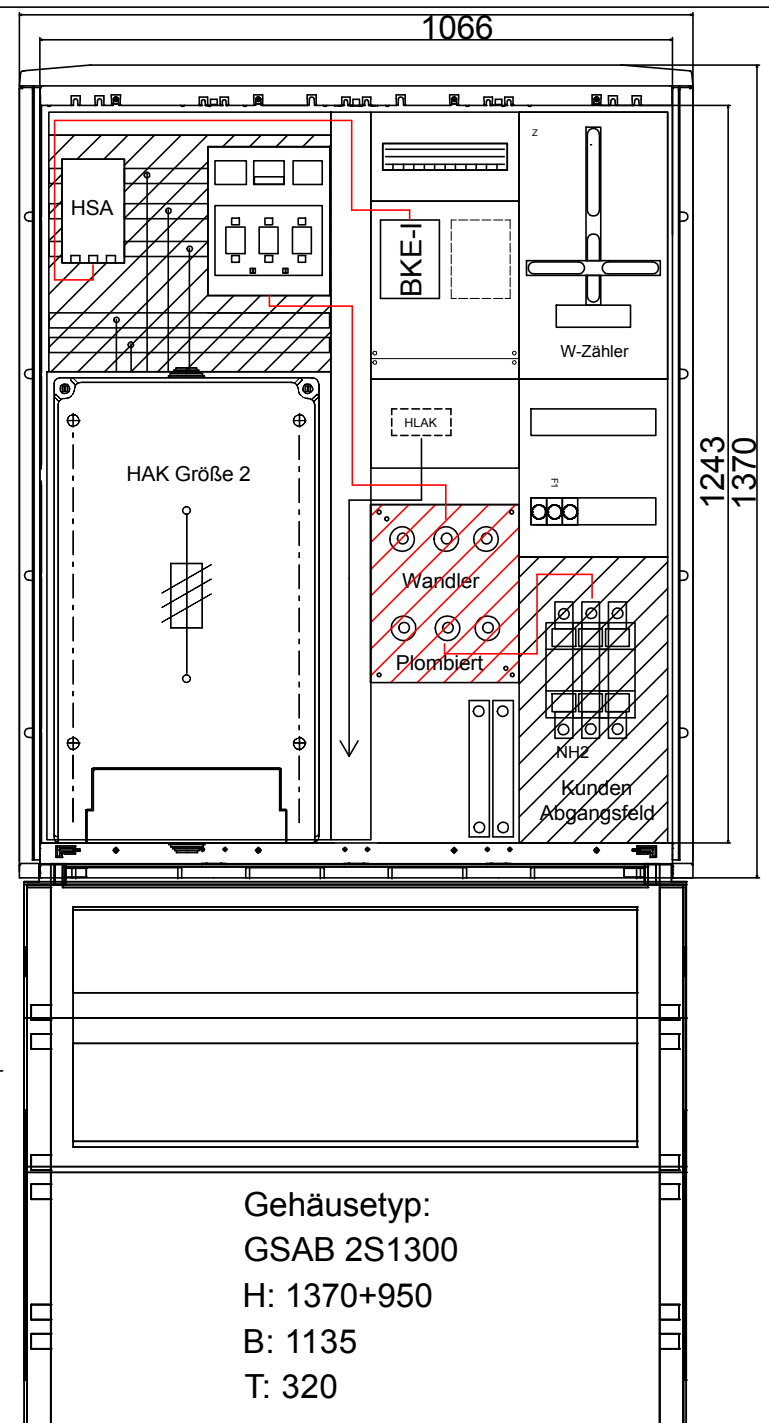 1066
HSA
BKE-I
Z
W-Zähler
1243
1370
HLAK
HAK Größe 2
F1
Wandler
Plombiert
NH2
Kunden
Abgangsfeld
Gehäusetyp:
GSAB 2S1300
H: 1370+950
B: 1135
T: 320